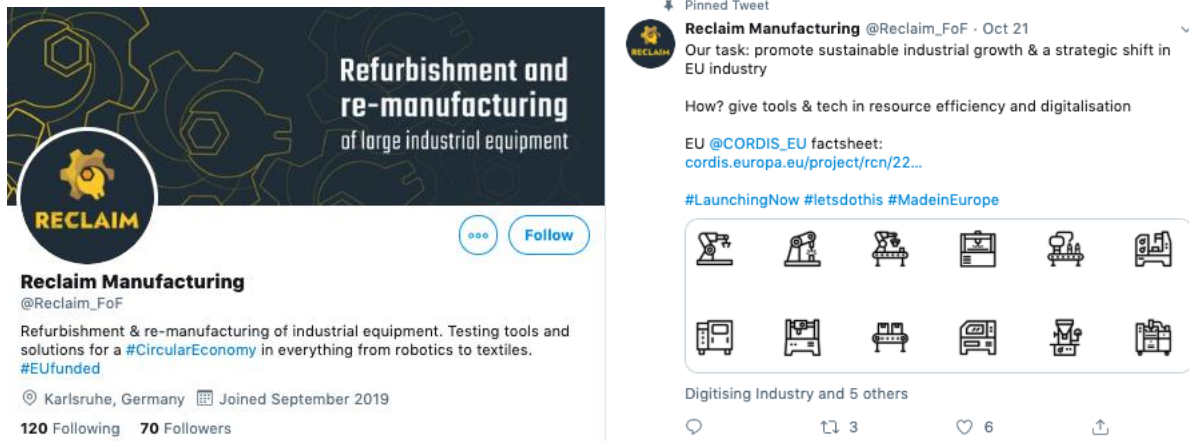 Refurbishment and
re-manufacturing
of large industrial equipment
RECLAIM
Follow
Reclaim Manufacturing
@Reclaim_FoF
Refurbishment & re-manufacturing of industrial equipment. Testing tools and
solutions for a #CircularEconomy in everything from robotics to textiles.
#EUfunded
Karlsruhe, Germany Joined September 2019
120 Following 70 Followers
Pinned Tweet
RECLAIM
Reclaim Manufacturing @Reclaim_FoF · Oct 21
Our task: promote sustainable industrial growth & a strategic shift in
EU industry
How? give tools & tech in resource efficiency and digitalisation
EU @CORDIS_EU factsheet:
cordis.europa.eu/project/rcn/22...
#LaunchingNow #letsdothis #MadeinEurope
Digitising Industry and 5 others
3 6